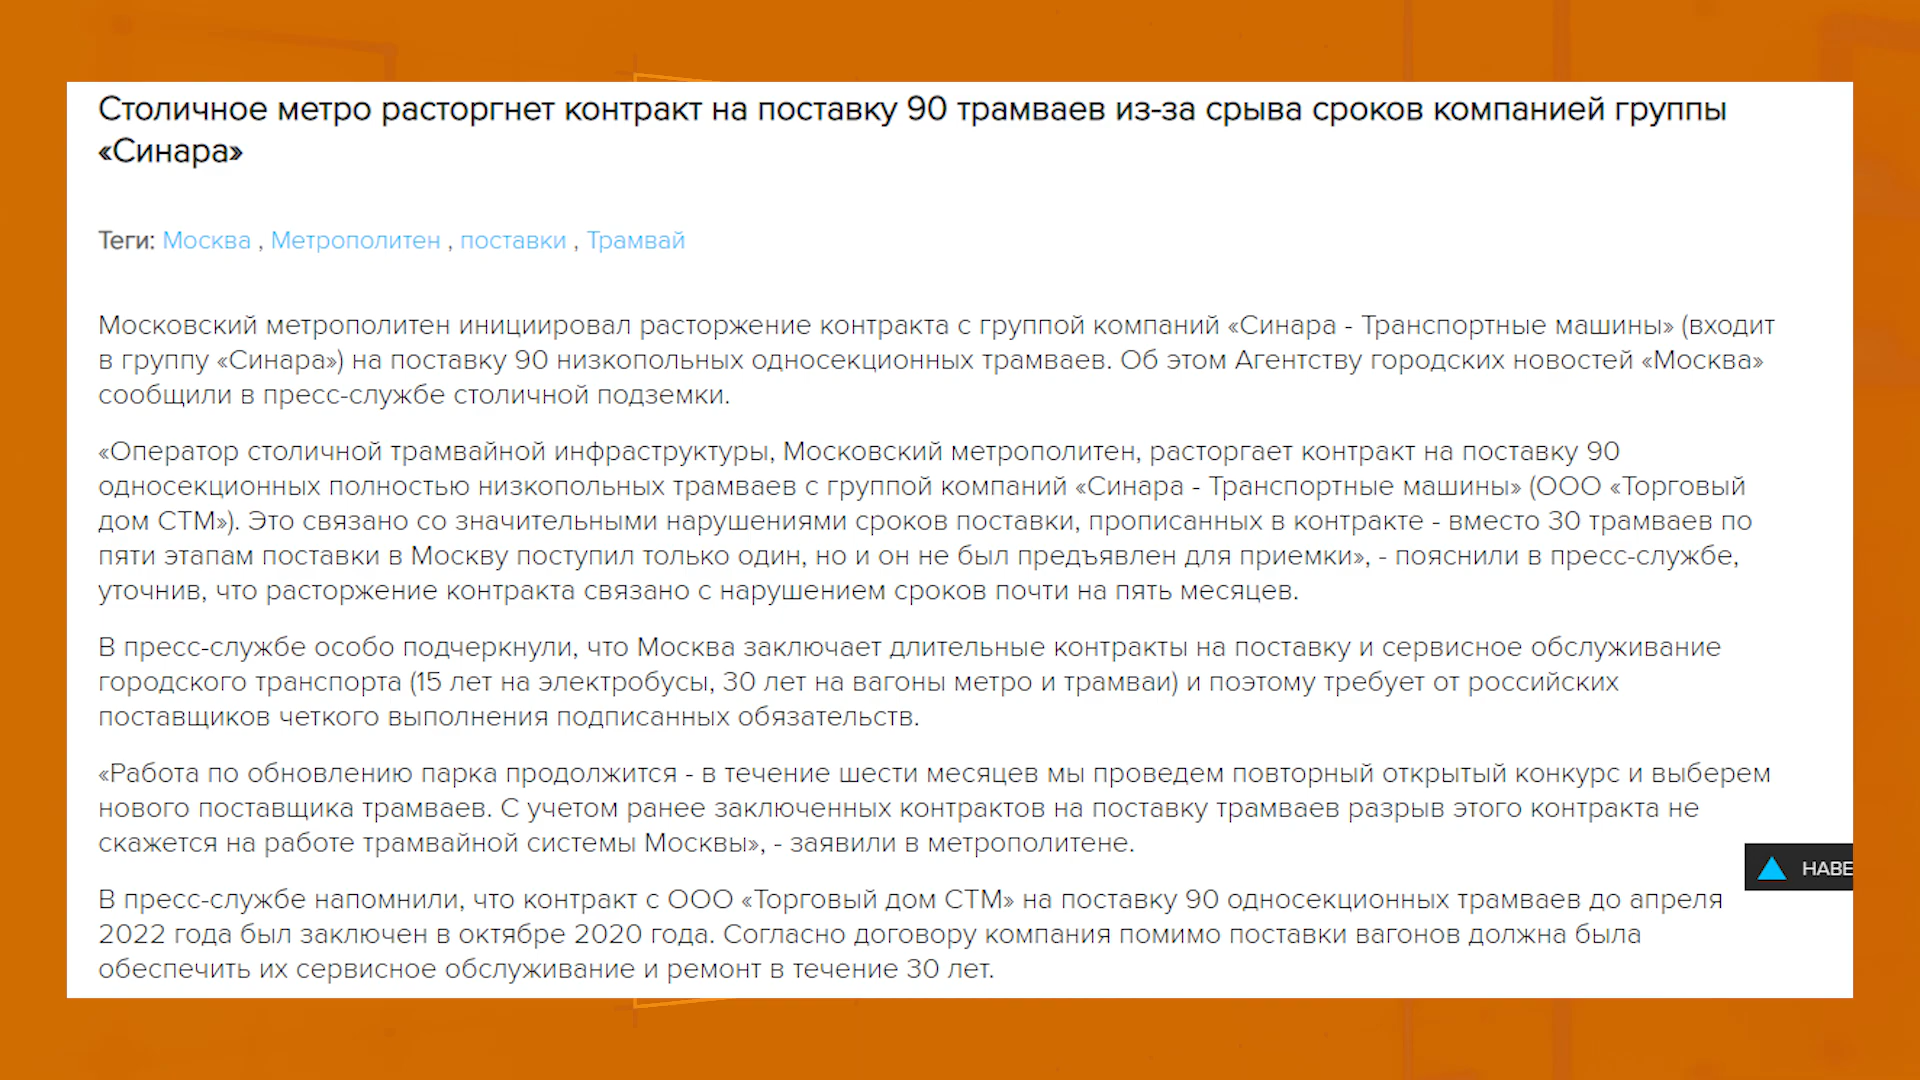 Столичное метро расторгнет контракт на поставку 90 трамваев из-за срыва сроков компанией группы
«Синара»
Теги: Москва , Метрополитен , поставки , Трамвай
Московский метрополитен инициировал расторжение контракта с группой компаний «Синара - Транспортные машины» (входит
в группу «Синара») на поставку 90 низкопольных односекционных трамваев. Об этом Агентству городских новостей «Москва»
сообщили в пресс-службе столичной подземки.
«Оператор столичной трамвайной инфраструктуры, Московский метрополитен, расторгает контракт на поставку 90
односекционных полностью низкопольных трамваев с группой компаний «Синара - Транспортные машины» (ООО «Торговый
дом СТМ»). Это связано со значительными нарушениями сроков поставки, прописанных в контракте - вместо 30 трамваев по
пяти этапам поставки в Москву поступил только один, но и он не был предъявлен для приемки», - пояснили в пресс-службе,
уточнив, что расторжение контракта связано с нарушением сроков почти на пять месяцев.
В пресс-службе особо подчеркнули, что Москва заключает длительные контракты на поставку и сервисное обслуживание
городского транспорта (15 лет на электробусы, 30 лет на вагоны метро и трамваи) и поэтому требует от российских
поставщиков четкого выполнения подписанных обязательств.
«Работа по обновлению парка продолжится - в течение шести месяцев мы проведем повторный открытый конкурс и выберем
нового поставщика трамваев. С учетом ранее заключенных контрактов на поставку трамваев разрыв этого контракта не
скажется на работе трамвайной системы Москвы», - заявили в метрополитене.
НАВЕ
В пресс-службе напомнили, что контракт с ООО «Торговый дом СТМ» на поставку 90 односекционных трамваев до апреля
2022 года был заключен в октябре 2020 года. Согласно договору компания помимо поставки вагонов должна была
обеспечить их сервисное обслуживание и ремонт в течение 30 лет.